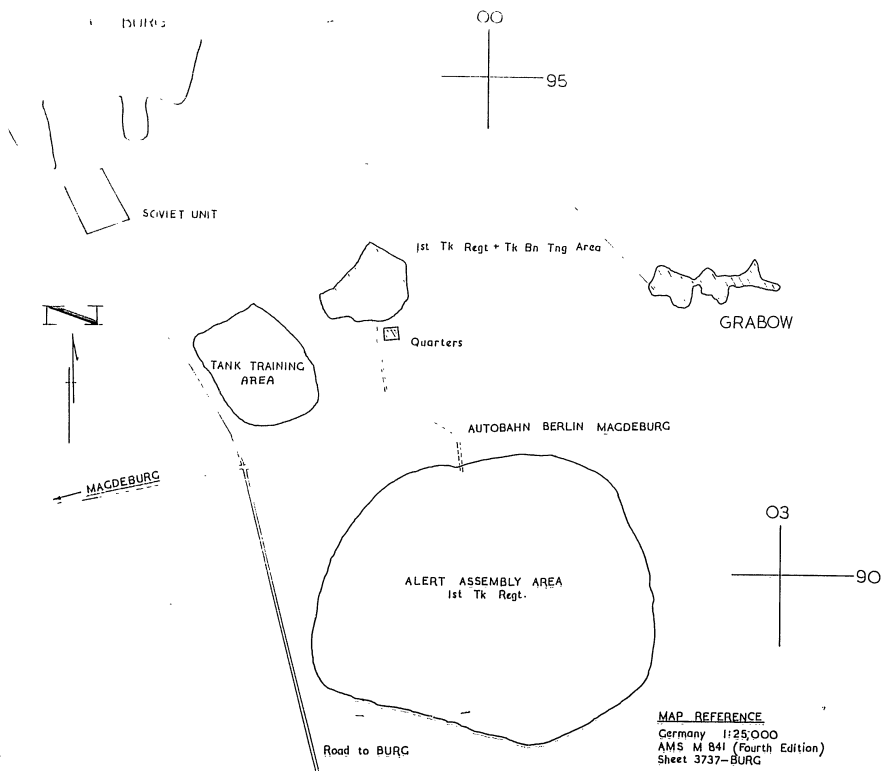 BURG
00
95
SOVIET UNIT
1st Tk Regt + Tk Bn Tng Area
GRABOW
N
Quarters
TANK TRAINING
AREA
AUTOBAHN BERLIN MAGDEBURG
MAGDEBURG
03
90
ALERT ASSEMBLY AREA
1st Tk Regt.
Road to BURG
MAP REFERENCE
Germany 1:25,000
AMS M 841 (Fourth Edition)
Sheet 3737-BURG